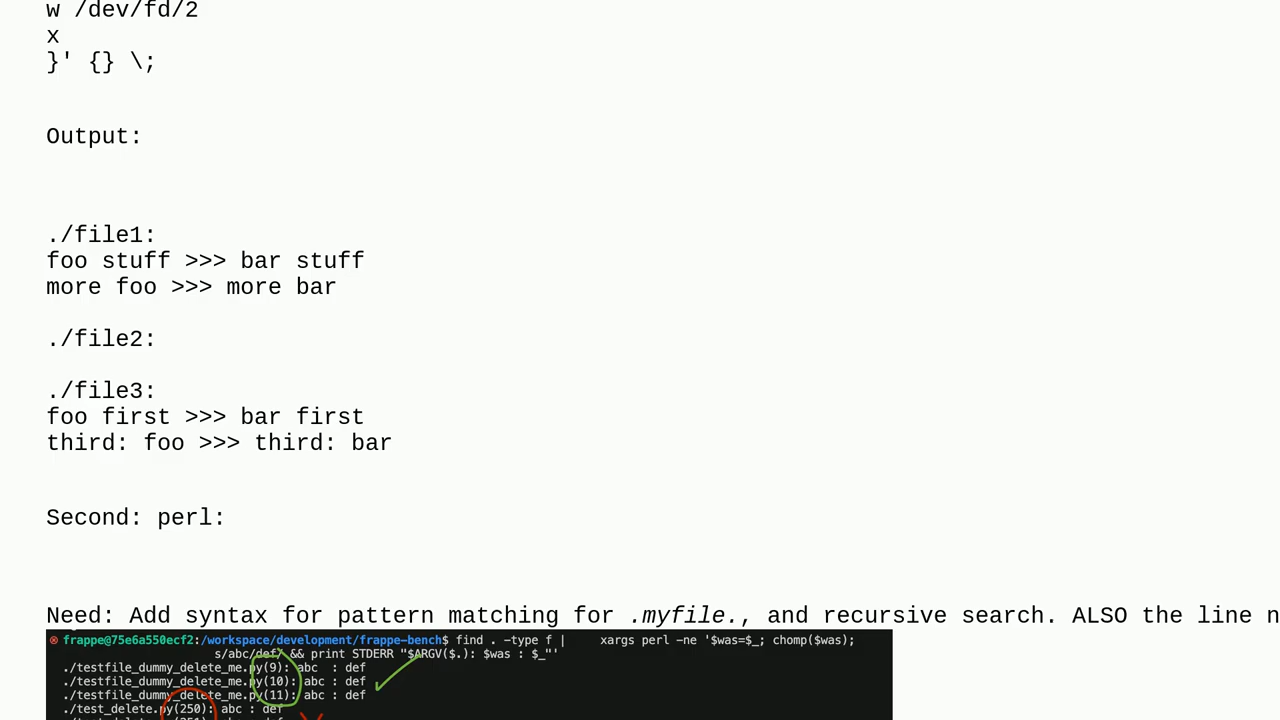 w /dev/fd/2
x
}' {} \;
Output:
./file1:
foo stuff >>> bar stuff
more foo >>> more bar
./file2:
./file3:
foo first >>> bar first
third: foo >>> third: bar
Second: perl:
Need: Add syntax for pattern matching for .myfile., and recursive search. ALSO the line n
frappe@75e6a550ecf2:/workspace/development/frappe-bench$ find . -type f | xargs perl -ne '$was=$_; chomp($was);
s/abc/def/ && print STDERR "$ARGV($.): $was : $_"'
./testfile_dummy_delete_me.py(9): abc : def
./testfile_dummy_delete_me.py(10): abc : def
./testfile_dummy_delete_me.py(11): abc : def
./test_delete.py(250): abc : def